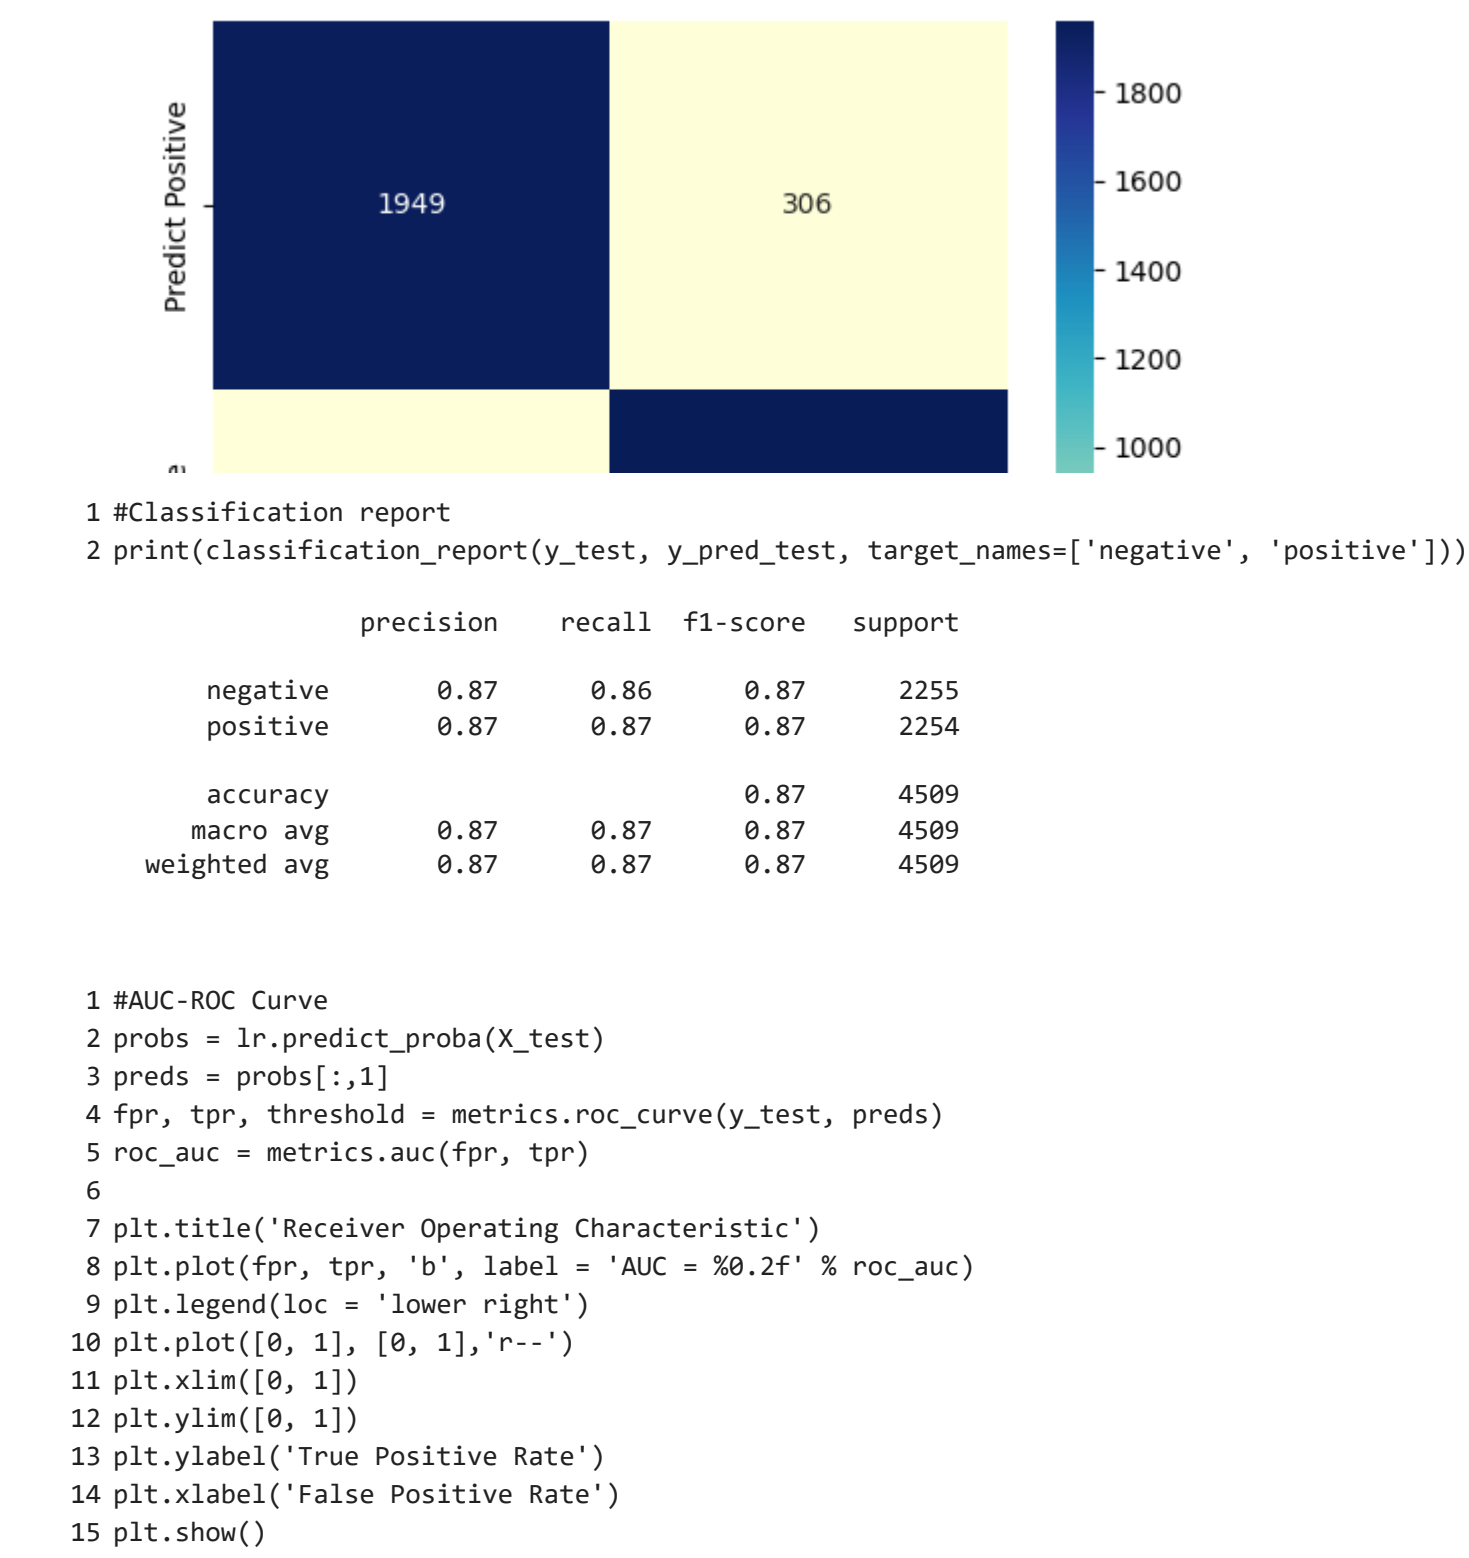 1800
1600
1400
1200
1000
Predict Positive
1949 306
1 #Classification report
2 print(classification_report(y_test, y_pred_test, target_names=['negative', 'positive']))
precision recall f1-score support
negative 0.87 0.86 0.87 2255
positive 0.87 0.87 0.87 2254
accuracy 0.87 4509
macro avg 0.87 0.87 0.87 4509
weighted avg 0.87 0.87 0.87 4509
1 #AUC-ROC Curve
2 probs = lr.predict_proba(X_test)
3 preds = probs[:,1]
4 fpr, tpr, threshold = metrics.roc_curve(y_test, preds)
5 roc_auc = metrics.auc(fpr, tpr)
6
7 plt.title('Receiver Operating Characteristic')
8 plt.plot(fpr, tpr, 'b', label = 'AUC = %0.2f' % roc_auc)
9 plt.legend(loc = 'lower right')
10 plt.plot([0, 1], [0, 1],'r--')
11 plt.xlim([0, 1])
12 plt.ylim([0, 1])
13 plt.ylabel('True Positive Rate')
14 plt.xlabel('False Positive Rate')
15 plt.show()